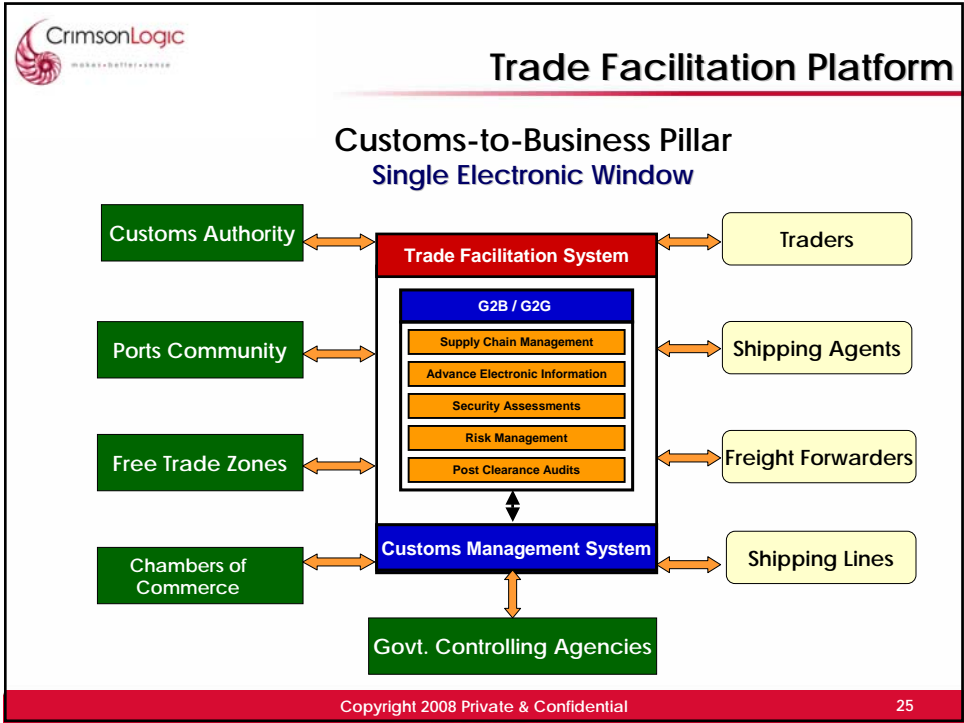 CrimsonLogic
makes•better•sense
Trade Facilitation Platform
Customs-to-Business Pillar
Single Electronic Window
Customs Authority
Ports Community
Free Trade Zones
Chambers of
Commerce
Trade Facilitation System
G2B / G2G
Supply Chain Management
Advance Electronic Information
Security Assessments
Risk Management
Post Clearance Audits
Customs Management System
Govt. Controlling Agencies
Traders
Shipping Agents
Freight Forwarders
Shipping Lines
Copyright 2008 Private & Confidential
25